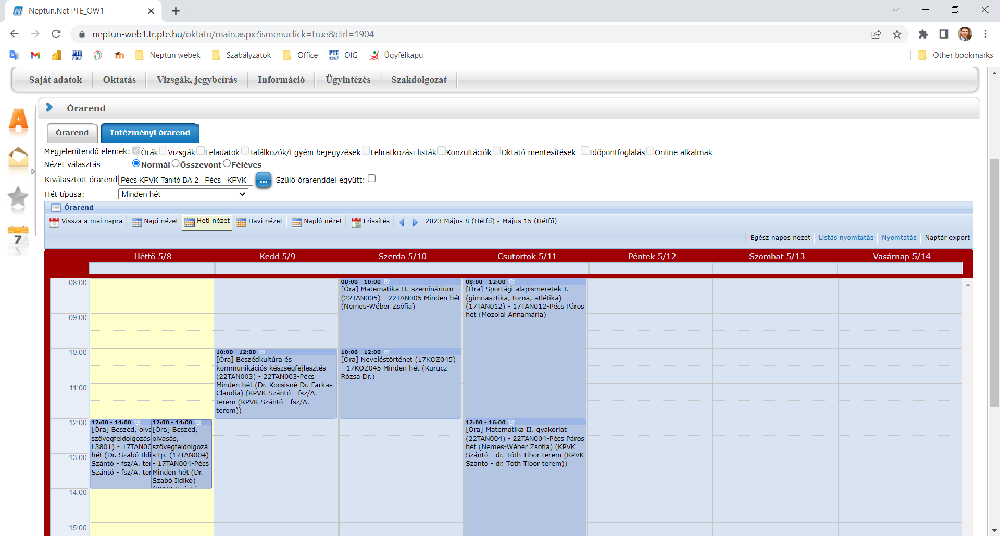 Neptun.Net PTE_OW1
neptun-web1.tr.pte.hu/oktato/main.aspx?ismenuclick=true&ctrl=1904
PTE 1367
Neptun webek
Szabályzatok
Office
PTE 1367
OIG
Ügyfélkapu
Other bookmarks
Saját adatok
Oktatás
Vizsgák, jegybeírás
Információ
Ügyintézés
Szakdolgozat
Órarend
Órarend
Intézményi órarend
Megjelenítendő elemek: Órák Vizsgák Feladatok Találkozók/Egyéni bejegyzések Feliratkozási listák Konzultációk Oktató mentesítések Időpontfoglalás Online alkalmak
Nézet választás Normál Összevont Féléves
Kiválasztott órarend Pécs-KPVK-Tanító-BA-2 - Pécs - KPVK - ... Szülő órarenddel együtt:
Hét típusa: Minden hét
Órarend
Vissza a mai napra Napi nézet Heti nézet Havi nézet Napló nézet Frissítés 2023 Május 8 (Hétfő) - Május 15 (Hétfő)
Egész napos nézet Listás nyomtatás Nyomtatás Naptár export
Hétfő 5/8 Kedd 5/9 Szerda 5/10 Csütörtök 5/11 Péntek 5/12 Szombat 5/13 Vasárnap 5/14
08:00
09:00
10:00
11:00
12:00
13:00
14:00
15:00
12:00 - 14:00
[Óra] Beszéd, olva
szövegfeldolgozás
L3801) - 17TAN00
hét (Dr. Szabó Ildi
Szántó - fsz/A. ter
Szántó - fsz/A. ter
12:00 - 14:00
[Óra] Beszéd,
olvasás,
szövegfeldolgozá
s tp. (17TAN004)
- 17TAN004-Pécs
Minden hét (Dr.
Szabó Ildikó)
(KPVK Szántó
10:00 - 12:00
[Óra] Beszédkultúra és
kommunikációs készségfejlesztés
(22TAN003) - 22TAN003-Pécs
Minden hét (Dr. Kocsisné Dr. Farkas
Claudia) (KPVK Szántó - fsz/A.
terem (KPVK Szántó - fsz/A.
terem))
08:00 - 10:00
[Óra] Matematika II. szeminárium
(22TAN005) - 22TAN005 Minden hét
(Nemes-Wéber Zsófia)
10:00 - 12:00
[Óra] Neveléstörténet (17KÖZ045)
- 17KÖZ045 Minden hét (Kurucz
Rózsa Dr.)
08:00 - 12:00
[Óra] Sportági alapismeretek I.
(gimnasztika, torna, atlétika)
(17TAN012) - 17TAN012-Pécs Páros
hét (Mozolai Annamária)
12:00 - 16:00
[Óra] Matematika II. gyakorlat
(22TAN004) - 22TAN004-Pécs Páros
hét (Nemes-Wéber Zsófia) (KPVK
Szántó - dr. Tóth Tibor terem (KPVK
Szántó - dr. Tóth Tibor terem))
A
7